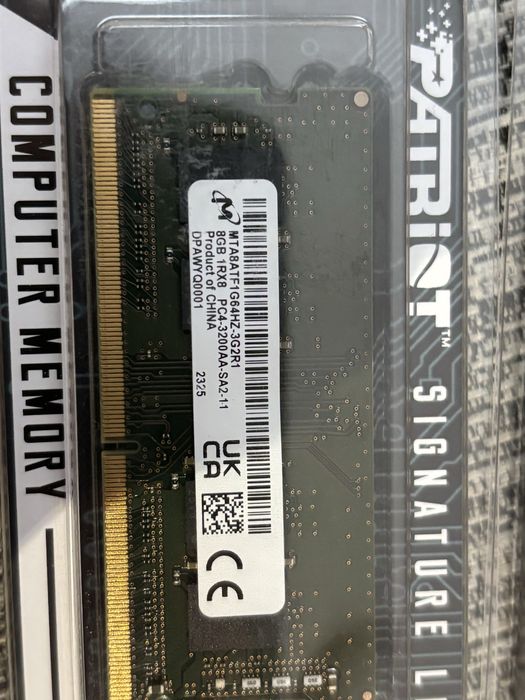 COMPUTER MEMORY
PATRIOT™
SIGNATURE L
MTA8ATF1G64HZ-3G2R1
8GB 1RX8 PC4-3200AA-SA2-11
Product of CHINA
DPAWYQ0001 2325
UK
CA
CE